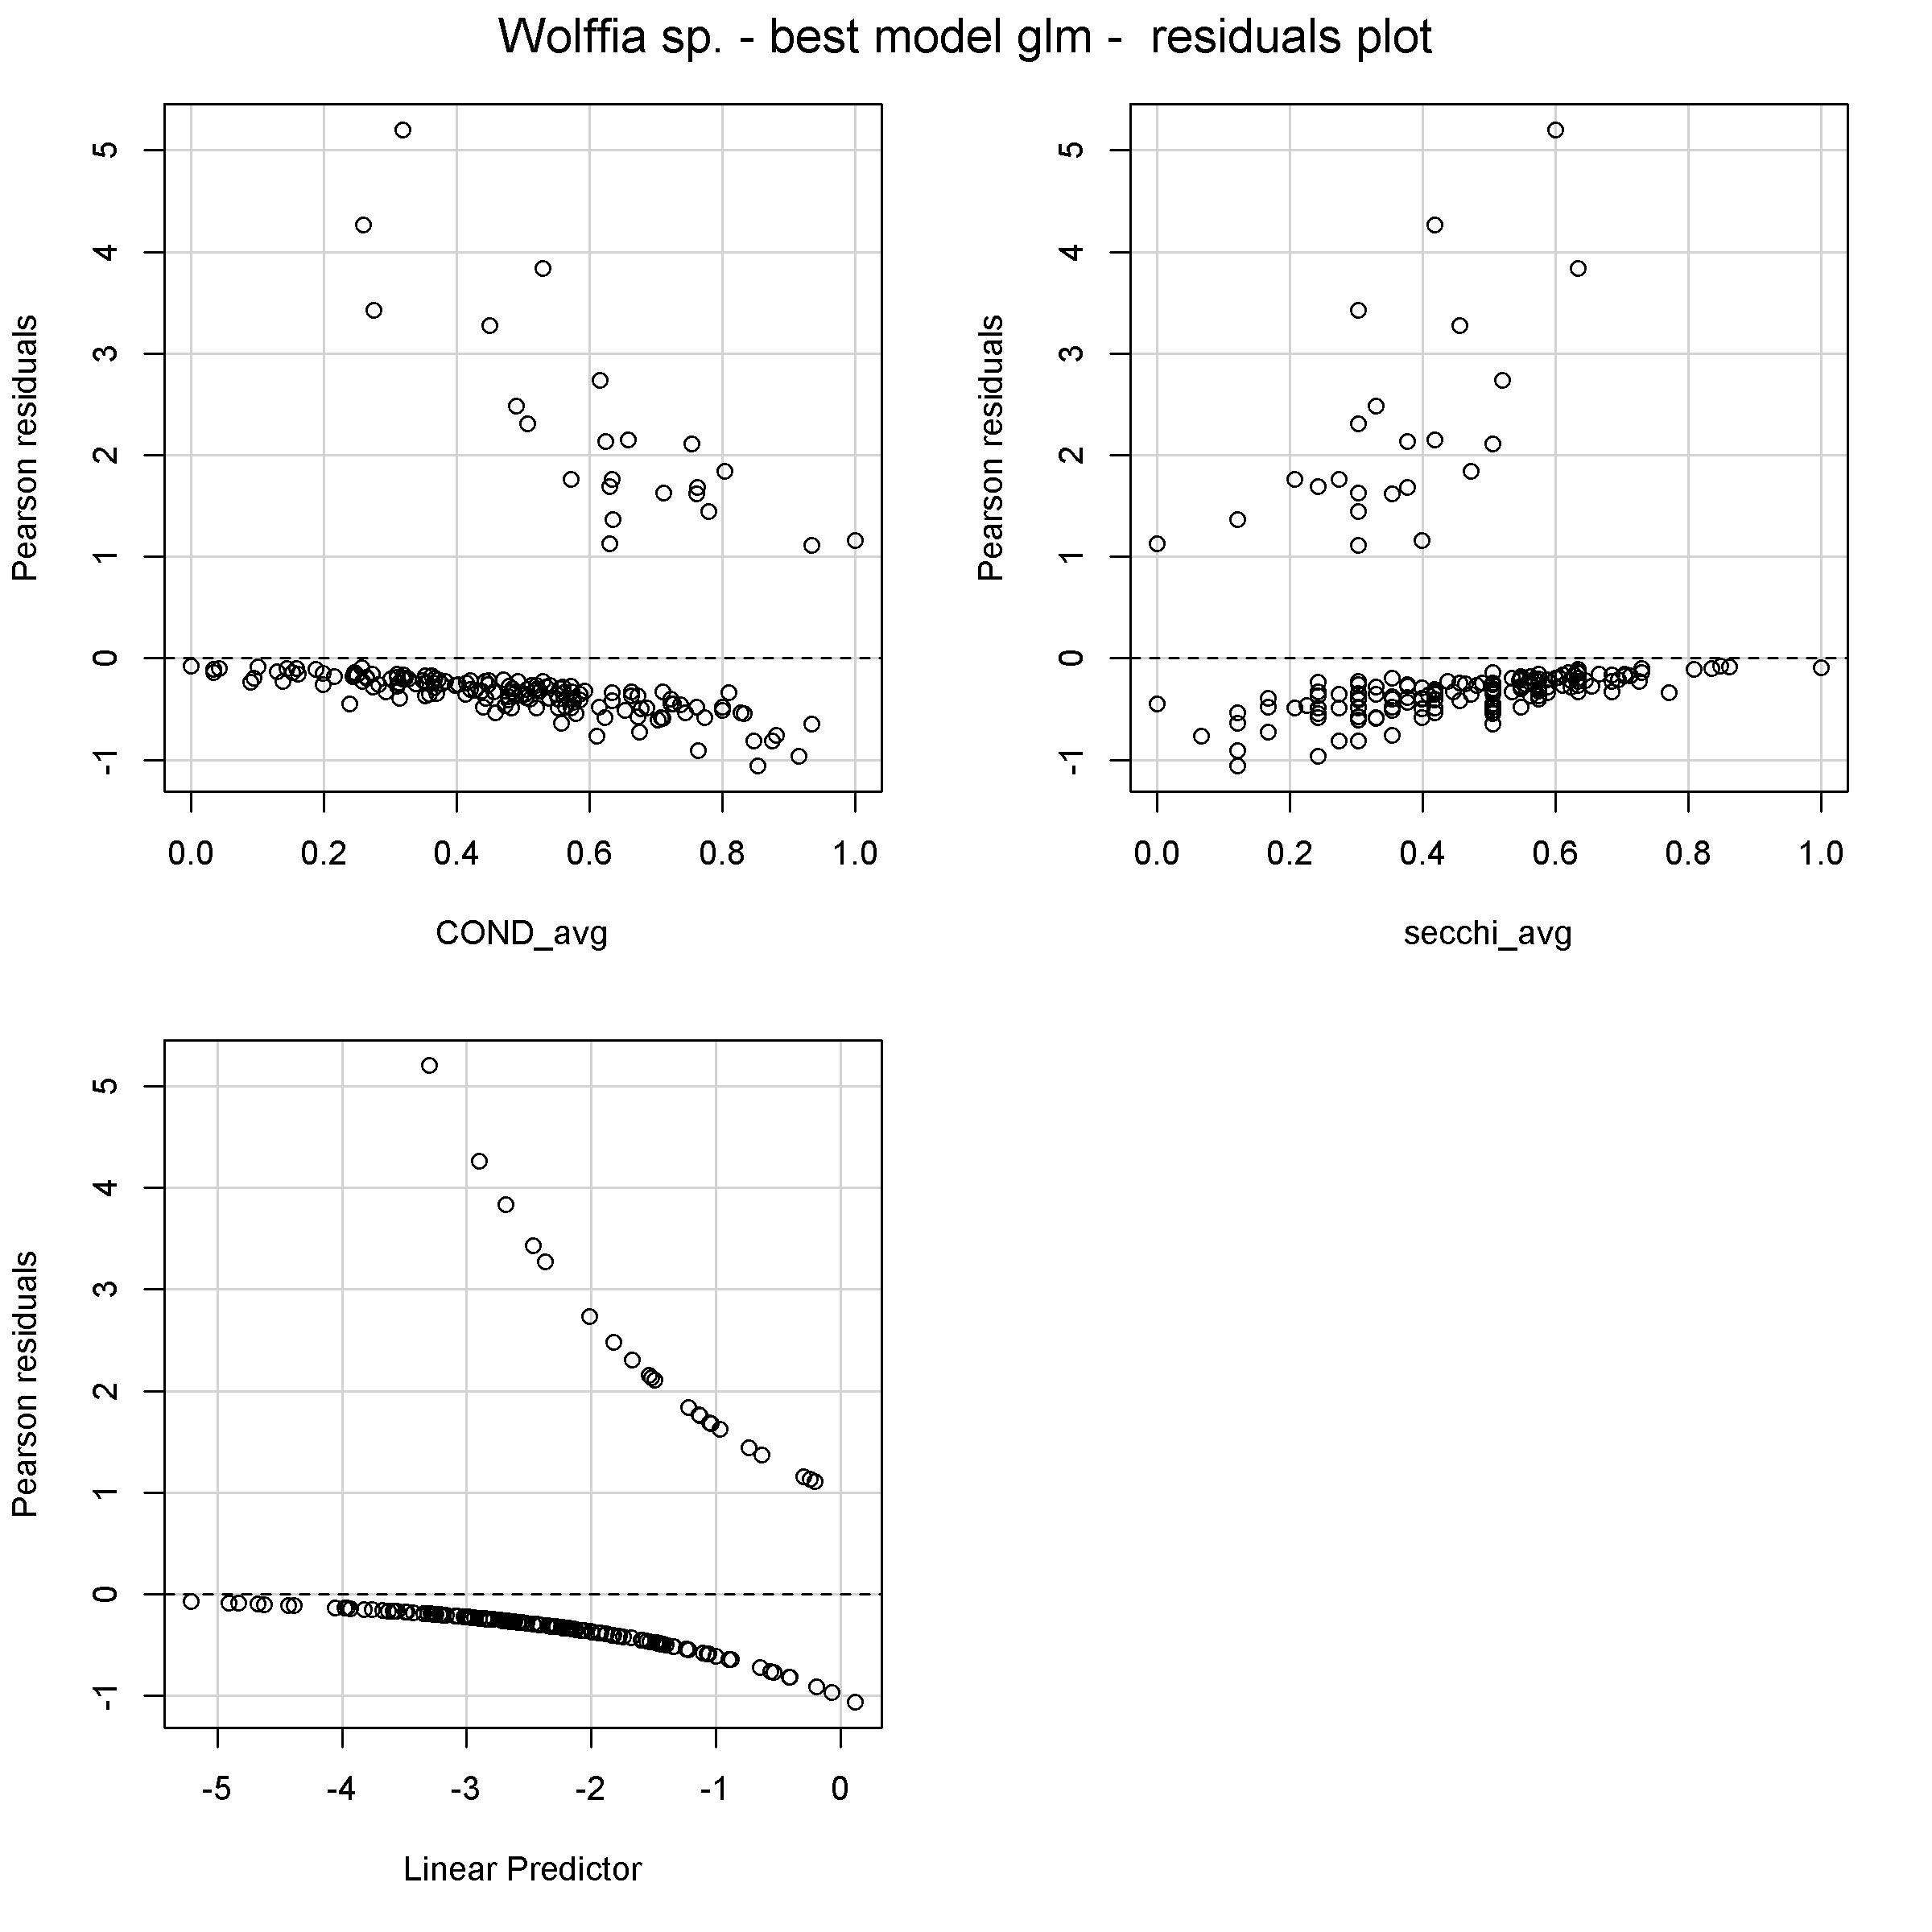 Wolffia sp. - best model glm -  residuals plot
Pearson residuals
5
4
3
2
1
0
-1
0.0 0.2 0.4 0.6 0.8 1.0
COND_avg
Pearson residuals
5
4
3
2
1
0
-1
0.0 0.2 0.4 0.6 0.8 1.0
secchi_avg
Pearson residuals
5
4
3
2
1
0
-1
-5 -4 -3 -2 -1 0
Linear Predictor